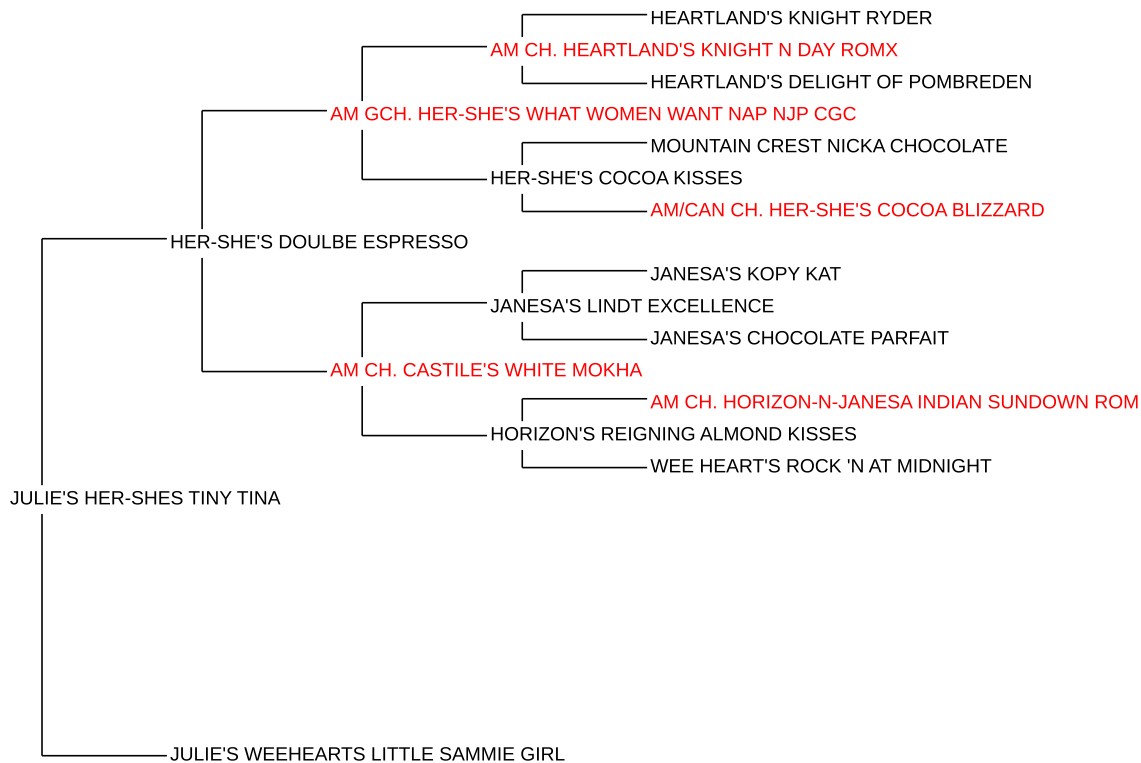 HEARTLAND'S KNIGHT RYDER
AM CH. HEARTLAND'S KNIGHT N DAY ROMX
HEARTLAND'S DELIGHT OF POMBREDEN
AM GCH. HER-SHE'S WHAT WOMEN WANT NAP NJP CGC
MOUNTAIN CREST NICKA CHOCOLATE
HER-SHE'S COCOA KISSES
AM/CAN CH. HER-SHE'S COCOA BLIZZARD
HER-SHE'S DOULBE ESPRESSO
JANESA'S KOPY KAT
JANESA'S LINDT EXCELLENCE
JANESA'S CHOCOLATE PARFAIT
AM CH. CASTILE'S WHITE MOKHA
AM CH. HORIZON-N-JANESA INDIAN SUNDOWN ROM
HORIZON'S REIGNING ALMOND KISSES
WEE HEART'S ROCK 'N AT MIDNIGHT
JULIE'S HER-SHES TINY TINA
JULIE'S WEEHEARTS LITTLE SAMMIE GIRL